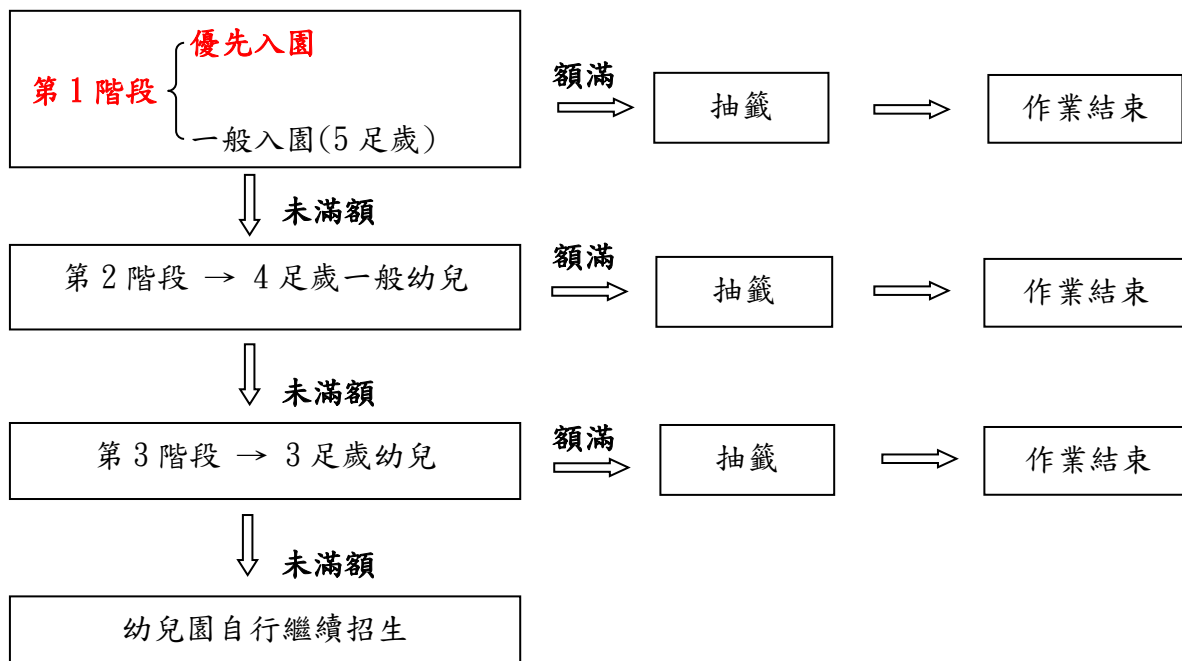 優先入園
第1階段
一般入園(5足歲)
額滿
抽籤
作業結束
未滿額
第2階段 → 4足歲一般幼兒
額滿
抽籤
作業結束
未滿額
第3階段 → 3足歲幼兒
額滿
抽籤
作業結束
未滿額
幼兒園自行繼續招生